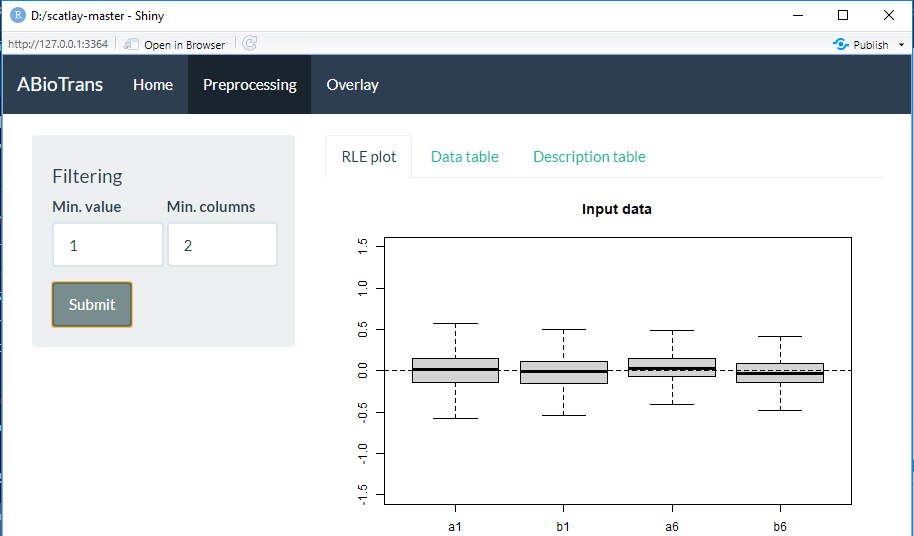 R D:/scatlay-master - Shiny
http://127.0.0.1:3364 Open in Browser Publish
ABioTrans Home Preprocessing Overlay
RLE plot Data table Description table
Filtering
Min. value Min. columns
1 2
Submit
Input data
1.5
1.0
0.5
0.0
-0.5
-1.0
-1.5
a1 b1 a6 b6